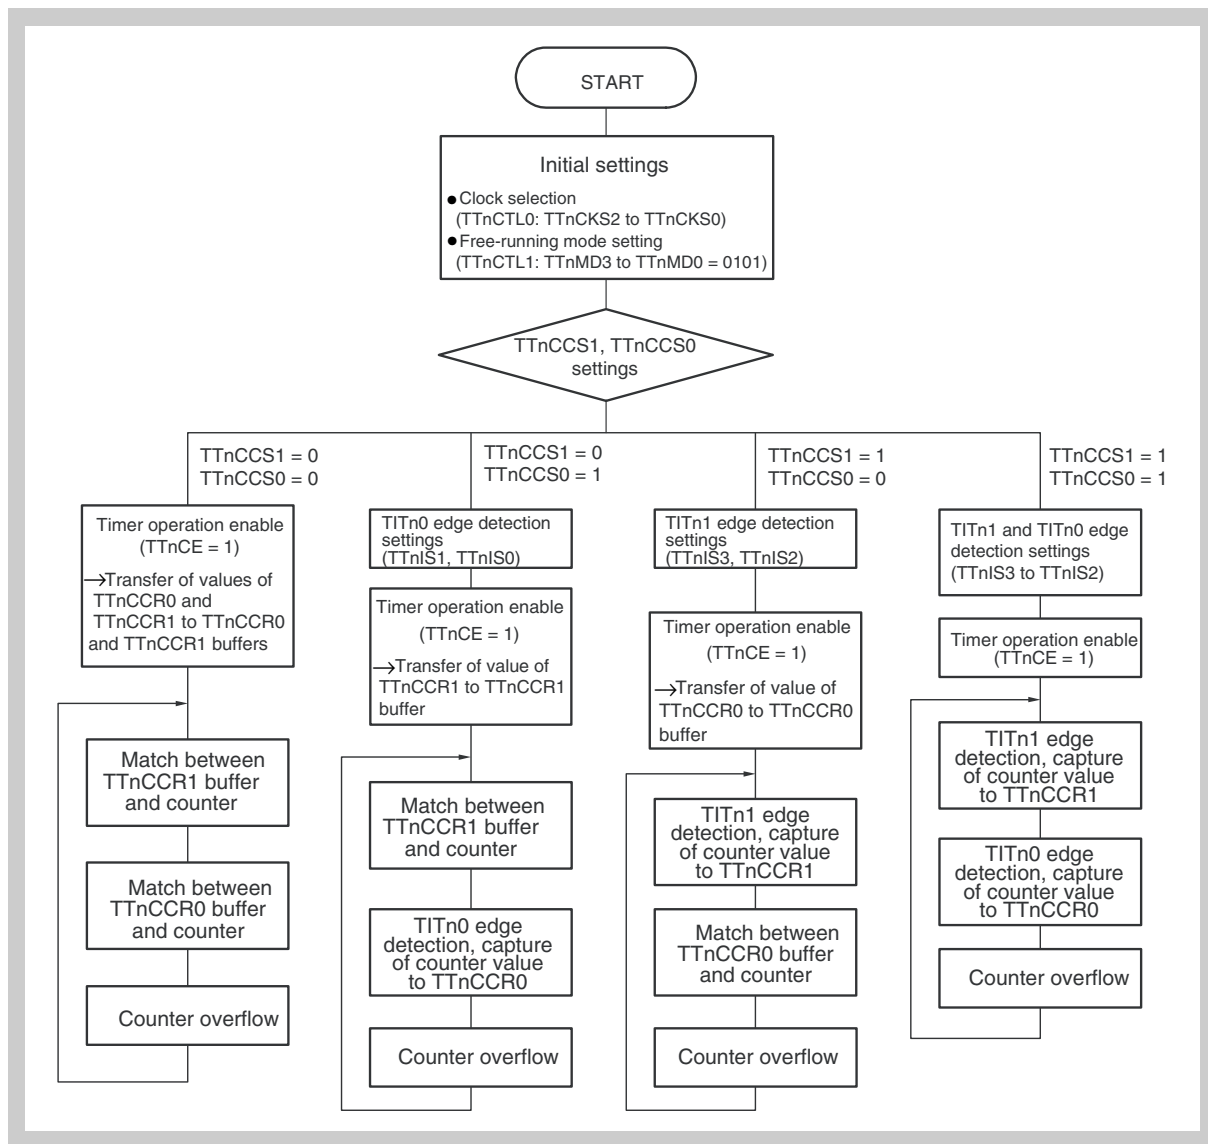 START
Initial settings
● Clock selection
(TTnCTL0: TTnCKS2 to TTnCKS0)
● Free-running mode setting
(TTnCTL1: TTnMD3 to TTnMD0 = 0101)
TTnCCS1, TTnCCS0
settings
TTnCCS1 = 0
TTnCCS0 = 0
Timer operation enable
(TTnCE = 1)
→Transfer of values of
TTnCCR0 and
TTnCCR1 to TTnCCR0
and TTnCCR1 buffers
Match between
TTnCCR1 buffer
and counter
Match between
TTnCCR0 buffer
and counter
Counter overflow
TTnCCS1 = 0
TTnCCS0 = 1
TITn0 edge detection
settings
(TTnIS1, TTnIS0)
Timer operation enable
(TTnCE = 1)
→Transfer of value of
TTnCCR1 to TTnCCR1
buffer
Match between
TTnCCR1 buffer
and counter
TITn0 edge
detection, capture
of counter value
to TTnCCR0
Counter overflow
TTnCCS1 = 1
TTnCCS0 = 0
TITn1 edge detection
settings
(TTnIS3, TTnIS2)
Timer operation enable
(TTnCE = 1)
→Transfer of value of
TTnCCR0 to TTnCCR0
buffer
TITn1 edge
detection, capture
of counter value
to TTnCCR1
Match between
TTnCCR0 buffer
and counter
Counter overflow
TTnCCS1 = 1
TTnCCS0 = 1
TITn1 and TITn0 edge
detection settings
(TTnIS3 to TTnIS2)
Timer operation enable
(TTnCE = 1)
TITn1 edge
detection, capture
of counter value
to TTnCCR1
TITn0 edge
detection, capture
of counter value
to TTnCCR0
Counter overflow